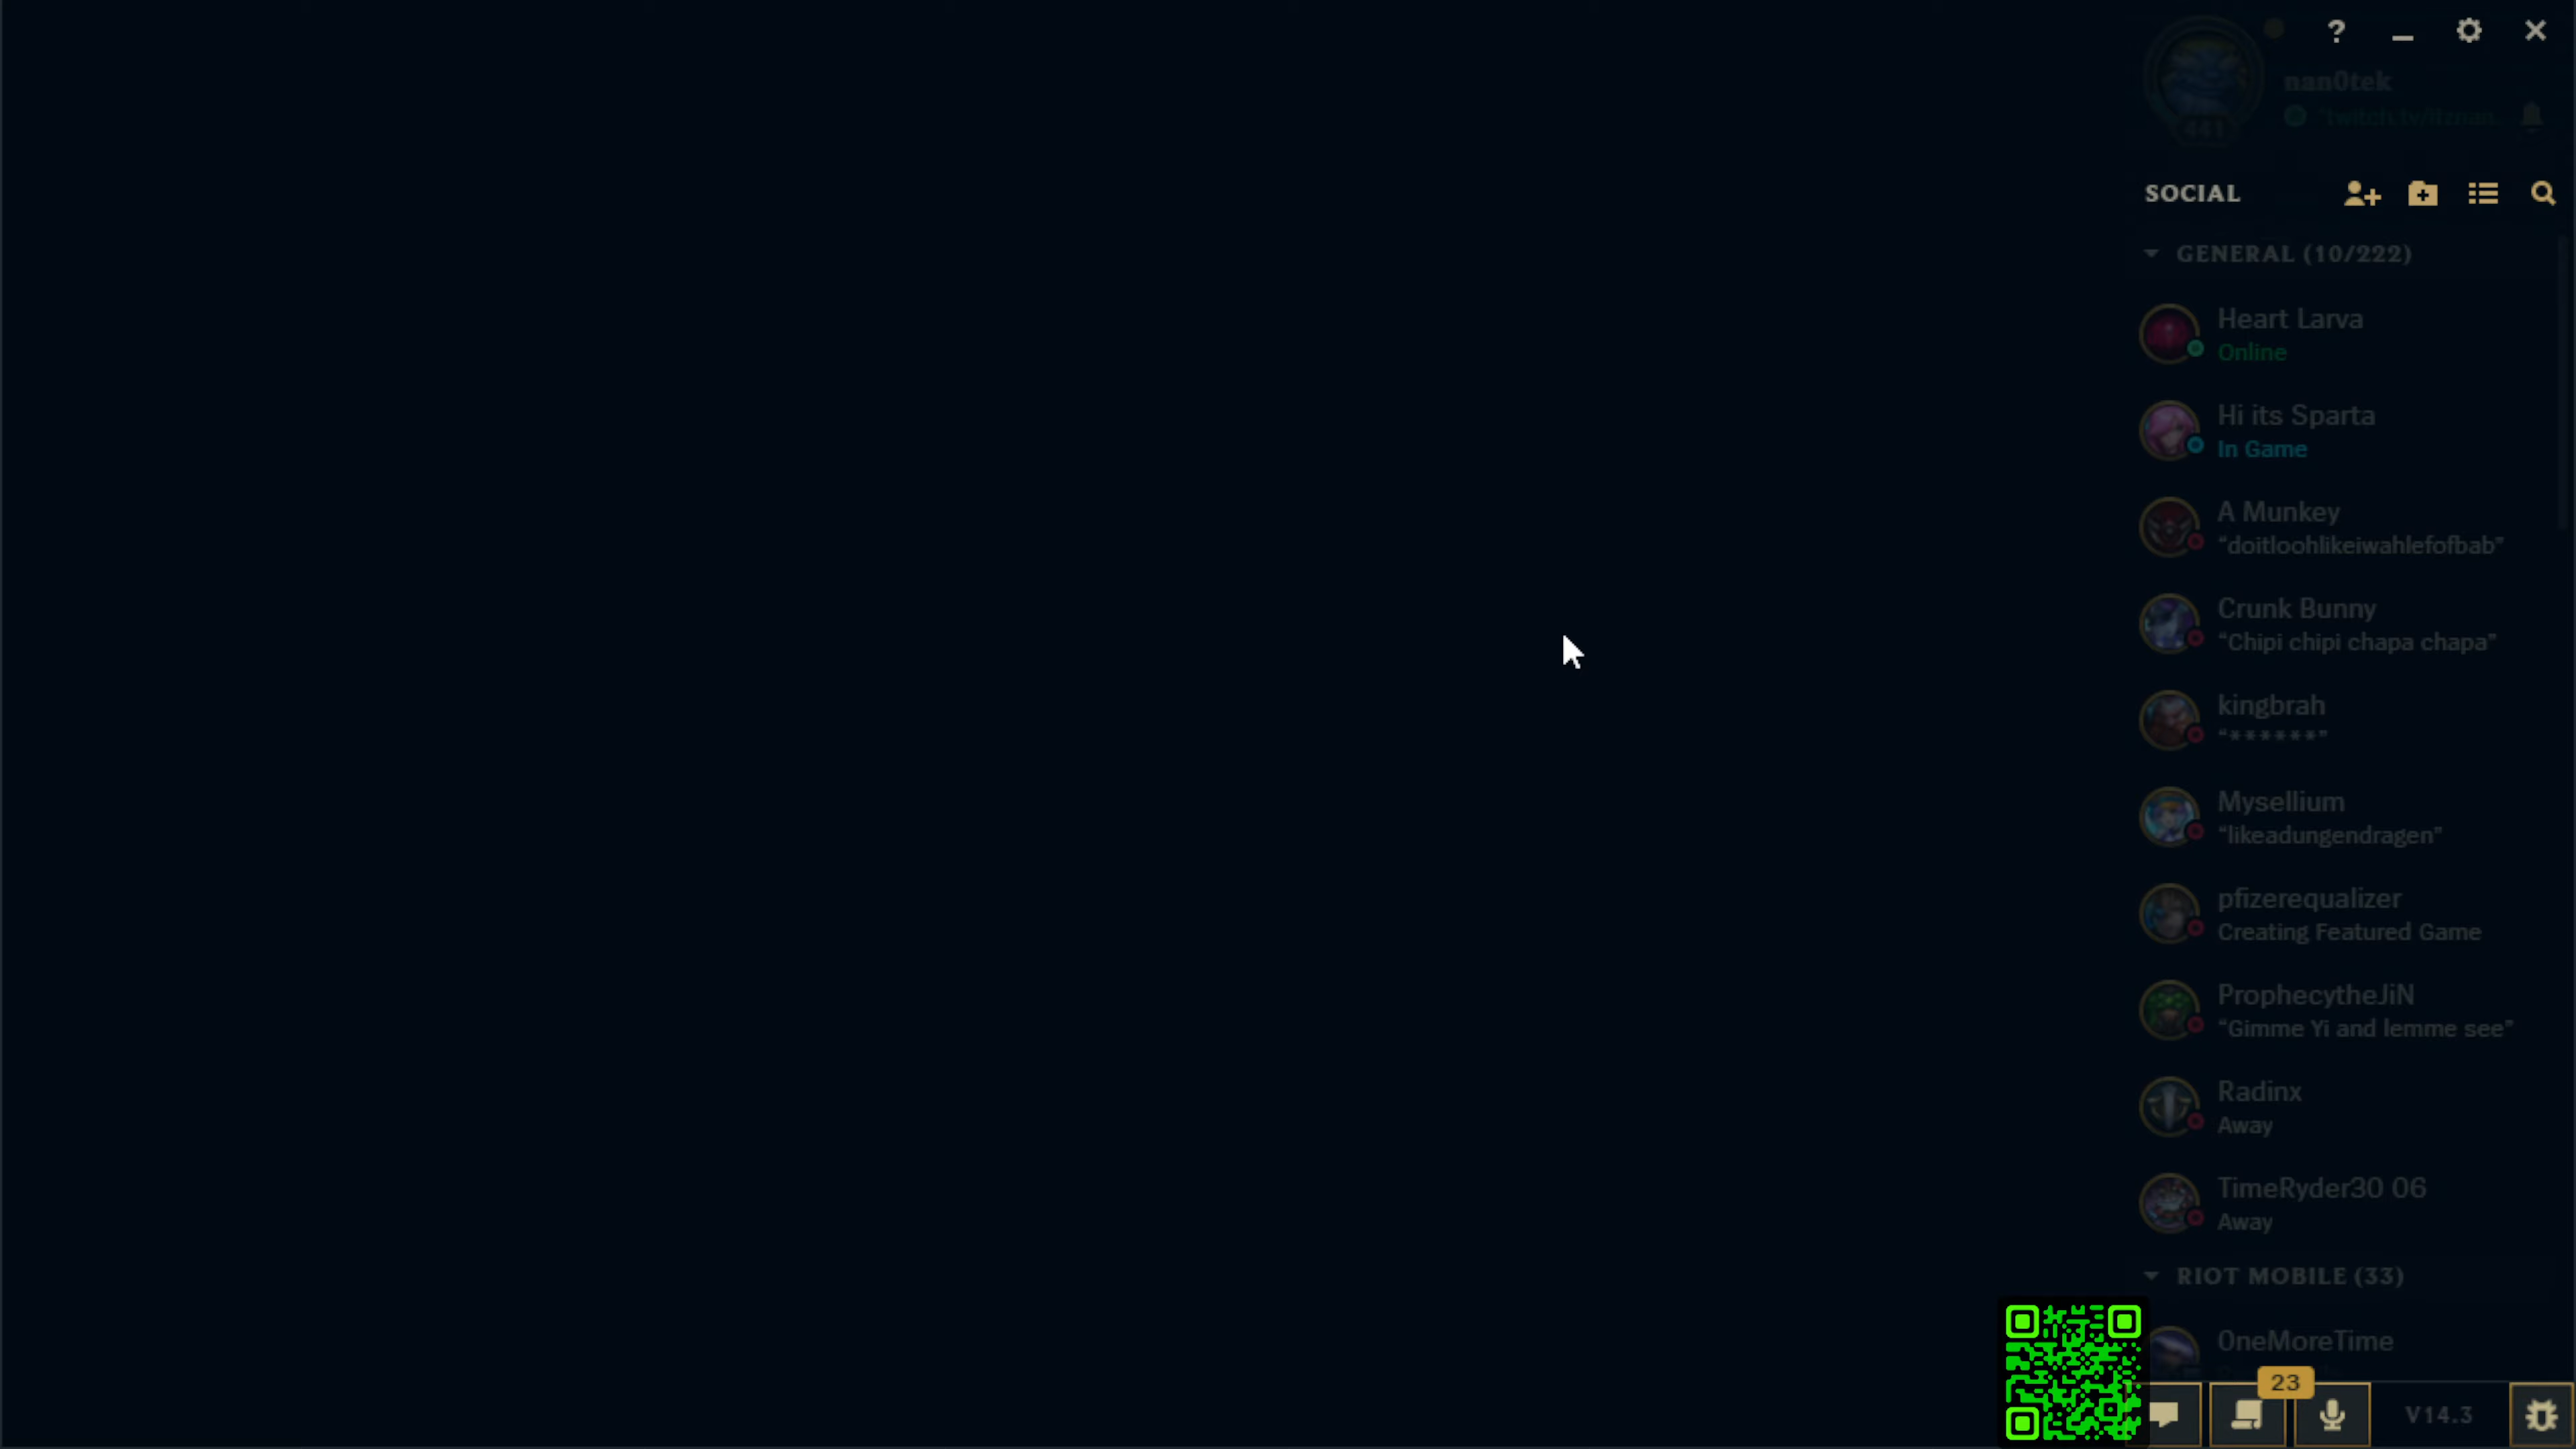 ?
nan0tek
441
SOCIAL
GENERAL (10/222)
Heart Larva
Online
Hi its Sparta
In Game
A Munkey
“doitloohlikeiwahlefofbab”
Crunk Bunny
“Chipi chipi chapa chapa”
kingbrah
“******”
Mysellium
“likeadungendragen”
pfizerequalizer
Creating Featured Game
ProphecytheJiN
“Gimme Yi and lemme see”
Radinx
Away
TimeRyder30 06
Away
RIOT MOBILE (33)
0neMoreTime
23
V14.3